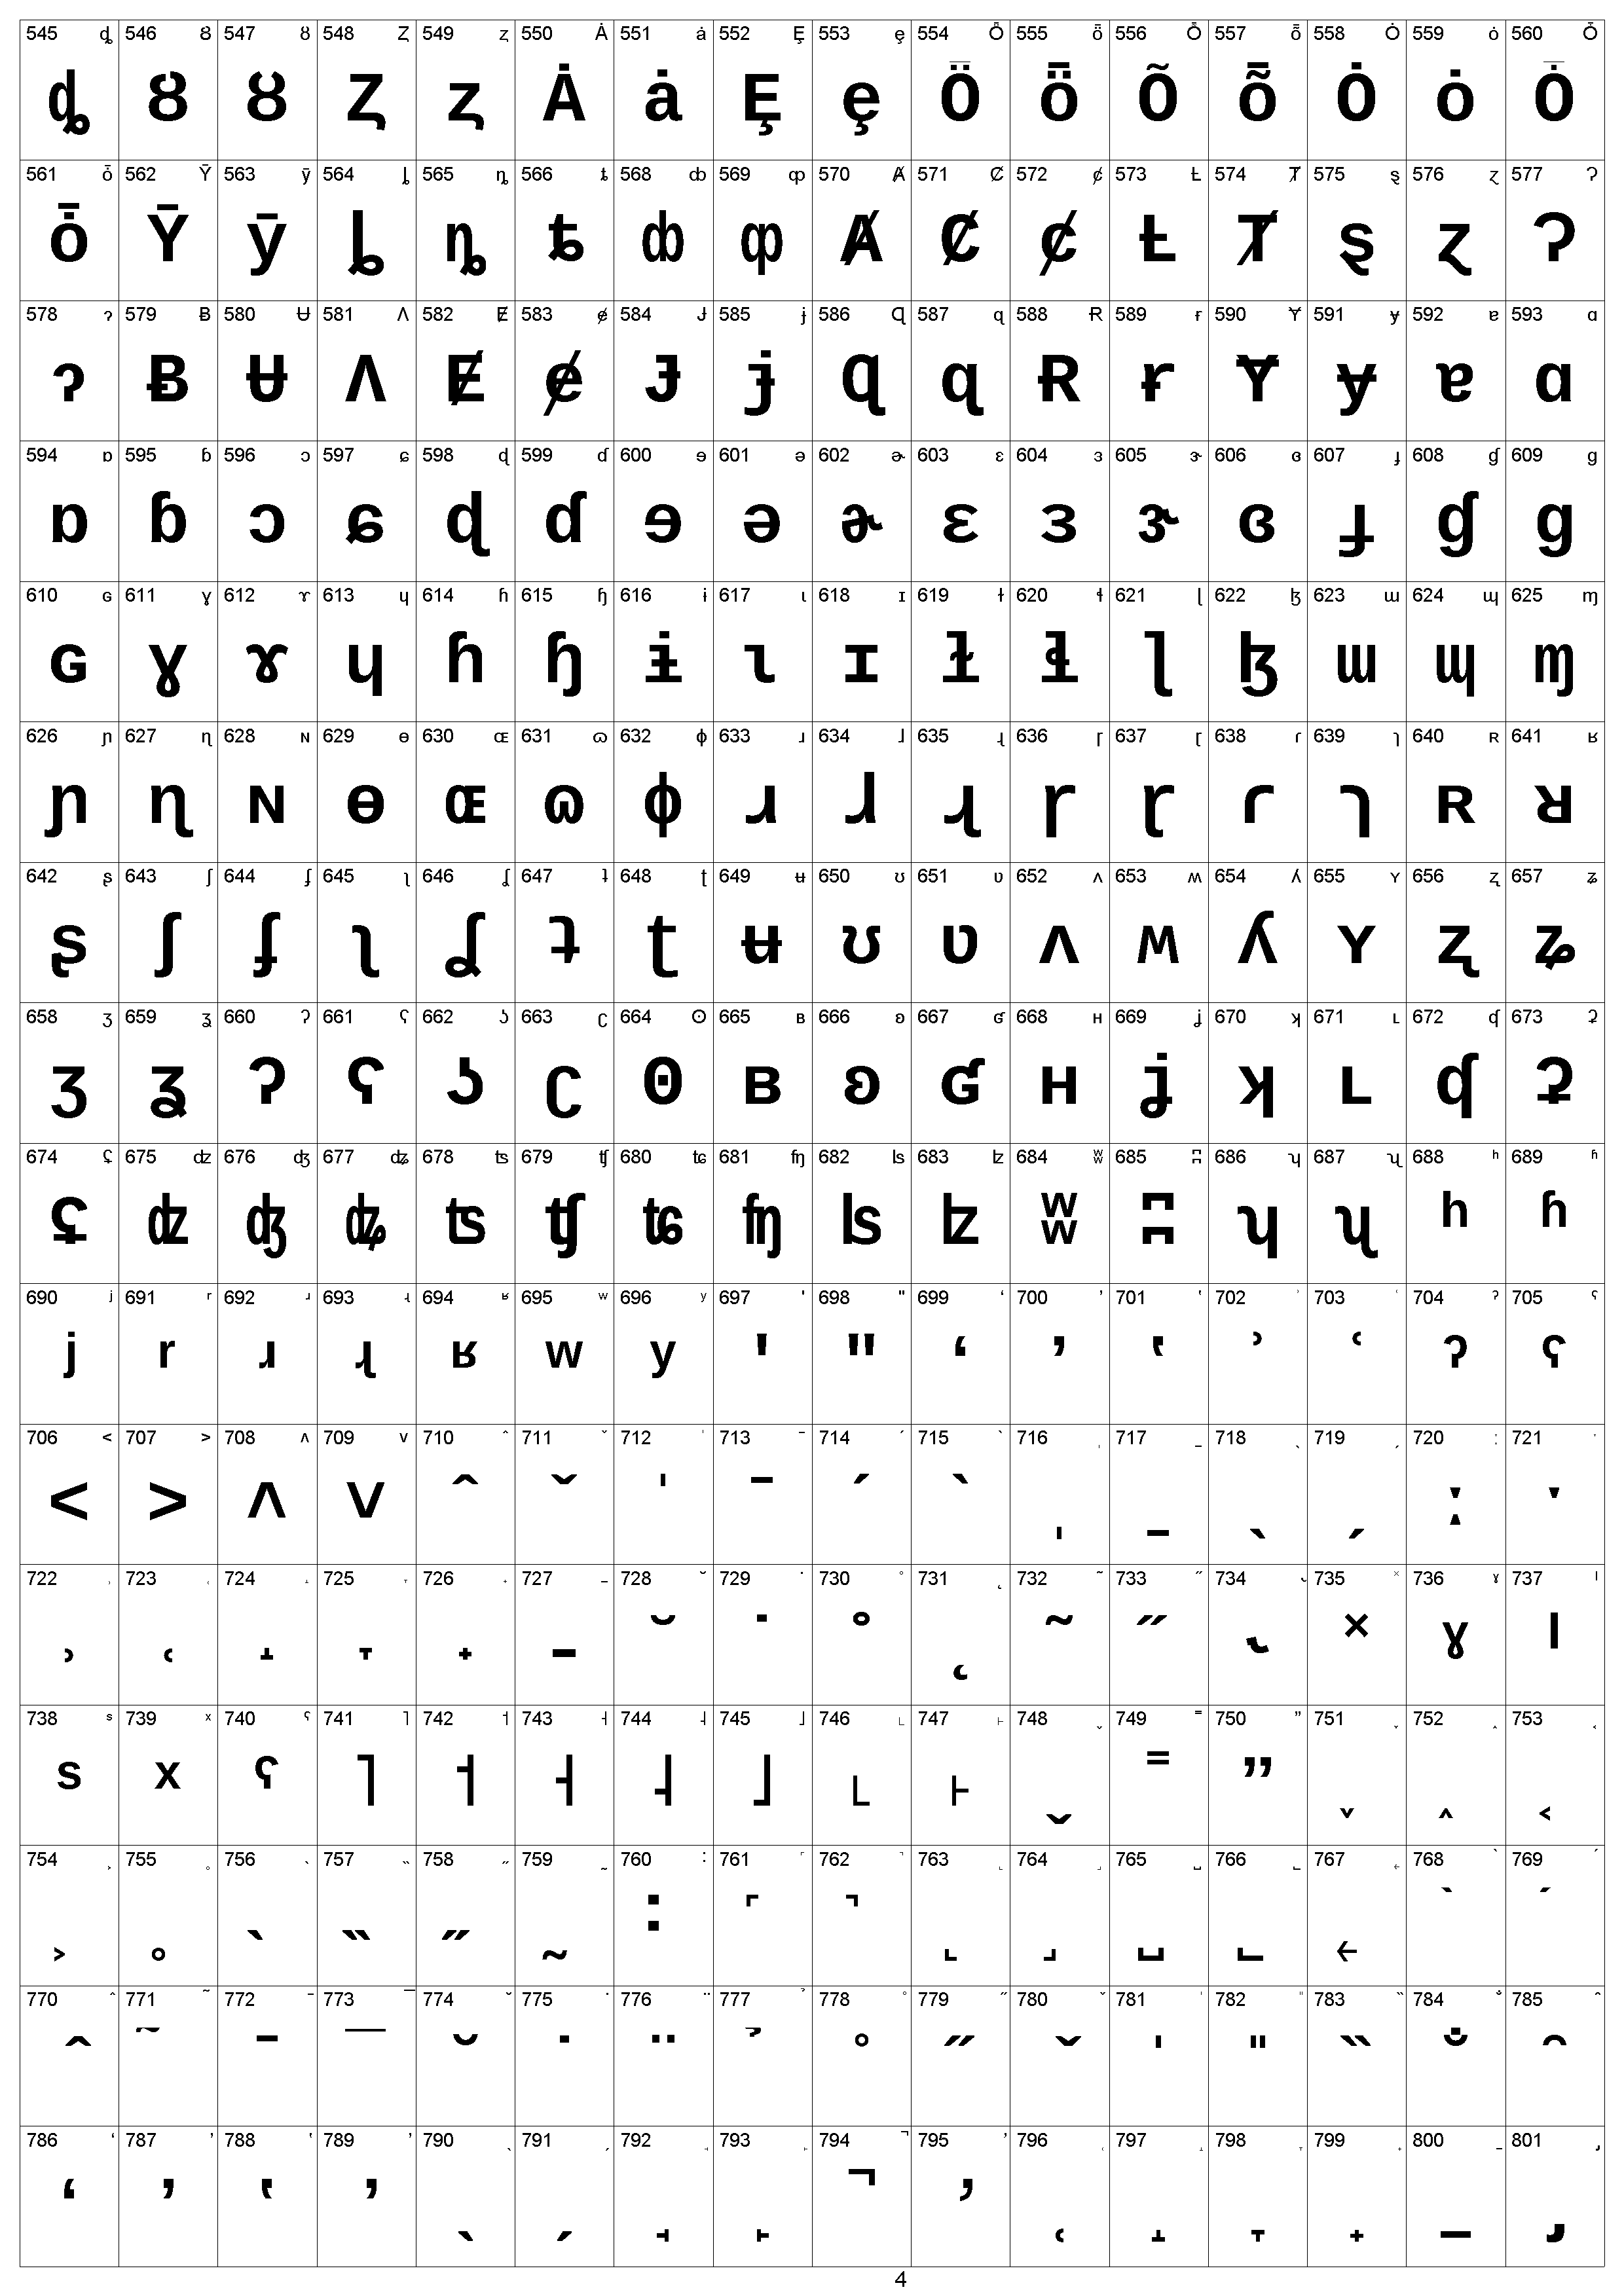 545 ȡ 546 Ȣ 547 ȣ 548 Ȥ 549 ȥ 550 Ȧ 551 ȧ 552 Ȩ 553 ȩ 554 Ȫ 555 ȫ 556 Ȭ 557 ȭ 558 Ȯ 559 ȯ 560 Ȱ
ȡ Ȣ ȣ Ȥ ȥ Ȧ ȧ Ȩ ȩ Ȫ ȫ Ȭ ȭ Ȯ ȯ Ȱ
561 ȱ 562 Ȳ 563 ȳ 564 ȴ 565 ȵ 566 ȶ 568 ȸ 569 ȹ 570 Ⱥ 571 Ȼ 572 ȼ 573 Ƚ 574 Ⱦ 575 ȿ 576 ɀ 577 Ɂ
ȱ Ȳ ȳ ȴ ȵ ȶ ȸ ȹ Ⱥ Ȼ ȼ Ƚ Ⱦ ȿ ɀ Ɂ
578 ɂ 579 Ƀ 580 Ʉ 581 Ʌ 582 Ɇ 583 ɇ 584 Ɉ 585 ɉ 586 Ɋ 587 ɋ 588 Ɍ 589 ɍ 590 Ɏ 591 ɏ 592 ɐ 593 ɑ
ɂ Ƀ Ʉ Ʌ Ɇ ɇ Ɉ ɉ Ɋ ɋ Ɍ ɍ Ɏ ɏ ɐ ɑ
594 ɒ 595 ɓ 596 ɔ 597 ɕ 598 ɖ 599 ɗ 600 ɘ 601 ə 602 ɚ 603 ɛ 604 ɜ 605 ɝ 606 ɞ 607 ɟ 608 ɠ 609 ɡ
ɒ ɓ ɔ ɕ ɖ ɗ ɘ ə ɚ ɛ ɜ ɝ ɞ ɟ ɠ ɡ
610 ɢ 611 ɣ 612 ɤ 613 ɥ 614 ɦ 615 ɧ 616 ɨ 617 ɩ 618 ɪ 619 ɫ 620 ɬ 621 ɭ 622 ɮ 623 ɯ 624 ɰ 625 ɱ
ɢ ɣ ɤ ɥ ɦ ɧ ɨ ɩ ɪ ɫ ɬ ɭ ɮ ɯ ɰ ɱ
626 ɲ 627 ɳ 628 ɴ 629 ɵ 630 ɶ 631 ɷ 632 ɸ 633 ɹ 634 ɺ 635 ɻ 636 ɼ 637 ɽ 638 ɾ 639 ɿ 640 ʀ 641 ʁ
ɲ ɳ ɴ ɵ ɶ ɷ ɸ ɹ ɺ ɻ ɼ ɽ ɾ ɿ ʀ ʁ
642 ʂ 643 ʃ 644 ʄ 645 ʅ 646 ʆ 647 ʇ 648 ʈ 649 ʉ 650 ʊ 651 ʋ 652 ʌ 653 ʍ 654 ʎ 655 ʏ 656 ʐ 657 ʑ
ʂ ʃ ʄ ʅ ʆ ʇ ʈ ʉ ʊ ʋ ʌ ʍ ʎ ʏ ʐ ʑ
658 ʒ 659 ʓ 660 ʔ 661 ʕ 662 ʖ 663 ʗ 664 ʘ 665 ʙ 666 ʚ 667 ʛ 668 ʜ 669 ʝ 670 ʞ 671 ʟ 672 ʠ 673 ʡ
ʒ ʓ ʔ ʕ ʖ ʗ ʘ ʙ ʚ ʛ ʜ ʝ ʞ ʟ ʠ ʡ
674 ʢ 675 ʣ 676 ʤ 677 ʥ 678 ʦ 679 ʧ 680 ʨ 681 ʩ 682 ʪ 683 ʫ 684 ʬ 685 ʭ 686 ʮ 687 ʯ 688 ʰ 689 ʱ
ʢ ʣ ʤ ʥ ʦ ʧ ʨ ʩ ʪ ʫ ʬ ʭ ʮ ʯ ʰ ʱ
690 ʲ 691 ʳ 692 ʴ 693 ʵ 694 ʶ 695 ʷ 696 ʸ 697 ʹ 698 ʺ 699 ʻ 700 ʼ 701 ʽ 702 ʾ 703 ʿ 704 ˀ 705 ˁ
ʲ ʳ ʴ ʵ ʶ ʷ ʸ ʹ ʺ ʻ ʼ ʽ ʾ ʿ ˀ ˁ
706 ˂ 707 ˃ 708 ˄ 709 ˅ 710 ˆ 711 ˇ 712 ˈ 713 ˉ 714 ˊ 715 ˋ 716 ˌ 717 ˍ 718 ˎ 719 ˏ 720 ː 721 ˑ
˂ ˃ ˄ ˅ ˆ ˇ ˈ ˉ ˊ ˋ ˌ ˍ ˎ ˏ ː ˑ
722 ˒ 723 ˓ 724 ˔ 725 ˕ 726 ˖ 727 ˗ 728 ˘ 729 ˙ 730 ˚ 731 ˛ 732 ˜ 733 ˝ 734 ˞ 735 ˟ 736 ˠ 737 ˡ
˒ ˓ ˔ ˕ ˖ ˗ ˘ ˙ ˚ ˛ ˜ ˝ ˞ ˟ ˠ ˡ
738 ˢ 739 ˣ 740 ˤ 741 ˥ 742 ˦ 743 ˧ 744 ˨ 745 ˩ 746 ˪ 747 ˫ 748 ˬ 749 ˭ 750 ˮ 751 ˯ 752 ˰ 753 ˱
ˢ ˣ ˤ ˥ ˦ ˧ ˨ ˩ ˪ ˫ ˬ ˭ ˮ ˯ ˰ ˱
754 ˲ 755 ˳ 756 ˴ 757 ˵ 758 ˶ 759 ˷ 760 ˸ 761 ˹ 762 ˺ 763 ˻ 764 ˼ 765 ˽ 766 ˾ 767 ˿ 768 ̀ 769 ́
˲ ˳ ˴ ˵ ˶ ˷ ˸ ˹ ˺ ˻ ˼ ˽ ˾ ˿ ̀ ́
770 ̂ 771 ̃ 772 ̄ 773 ̅ 774 ̆ 775 ̇ 776 ̈ 777 ̉ 778 ̊ 779 ̋ 780 ̌ 781 ̍ 782 ̎ 783 ̏ 784 ̐ 785 ̑
̂ ̃ ̄ ̅ ̆ ̇ ̈ ̉ ̊ ̋ ̌ ̍ ̎ ̏ ̐ ̑
786 ̒ 787 ̓ 788 ̔ 789 ̕ 790 ̖ 791 ̗ 792 ̘ 793 ̙ 794 ̚ 795 ̛ 796 ̜ 797 ̝ 798 ̞ 799 ̟ 800 ̠ 801 ̡
̒ ̓ ̔ ̕ ̖ ̗ ̘ ̙ ̚ ̛ ̜ ̝ ̞ ̟ ̠ ̡
4